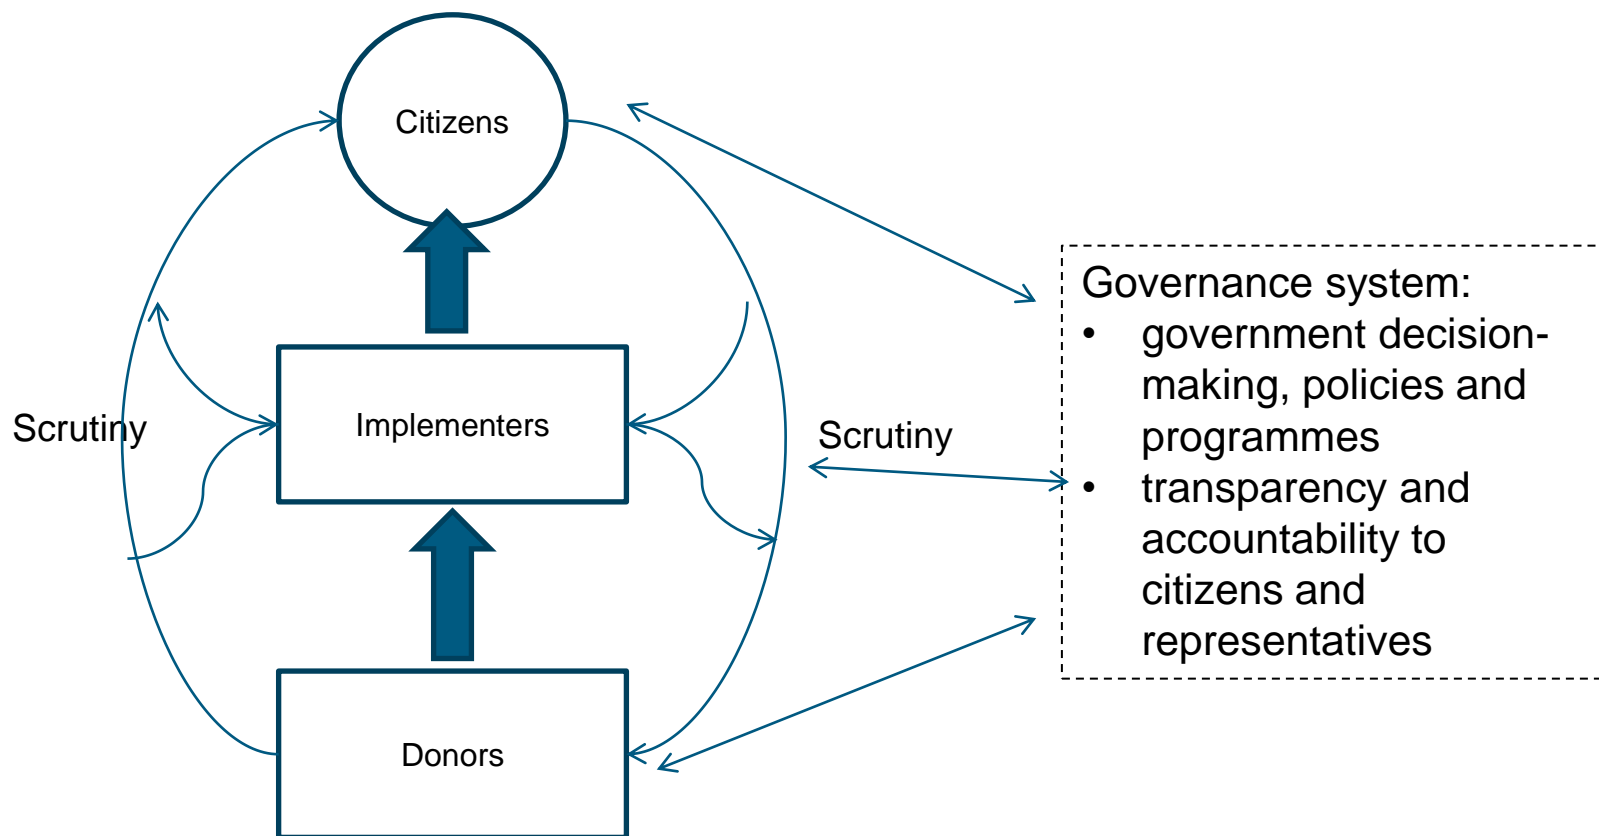 Citizens
Governance system:
• government decision-
making, policies and
programmes
• transparency and
accountability to
citizens and
representatives
Scrutiny
Implementers
Scrutiny
Donors